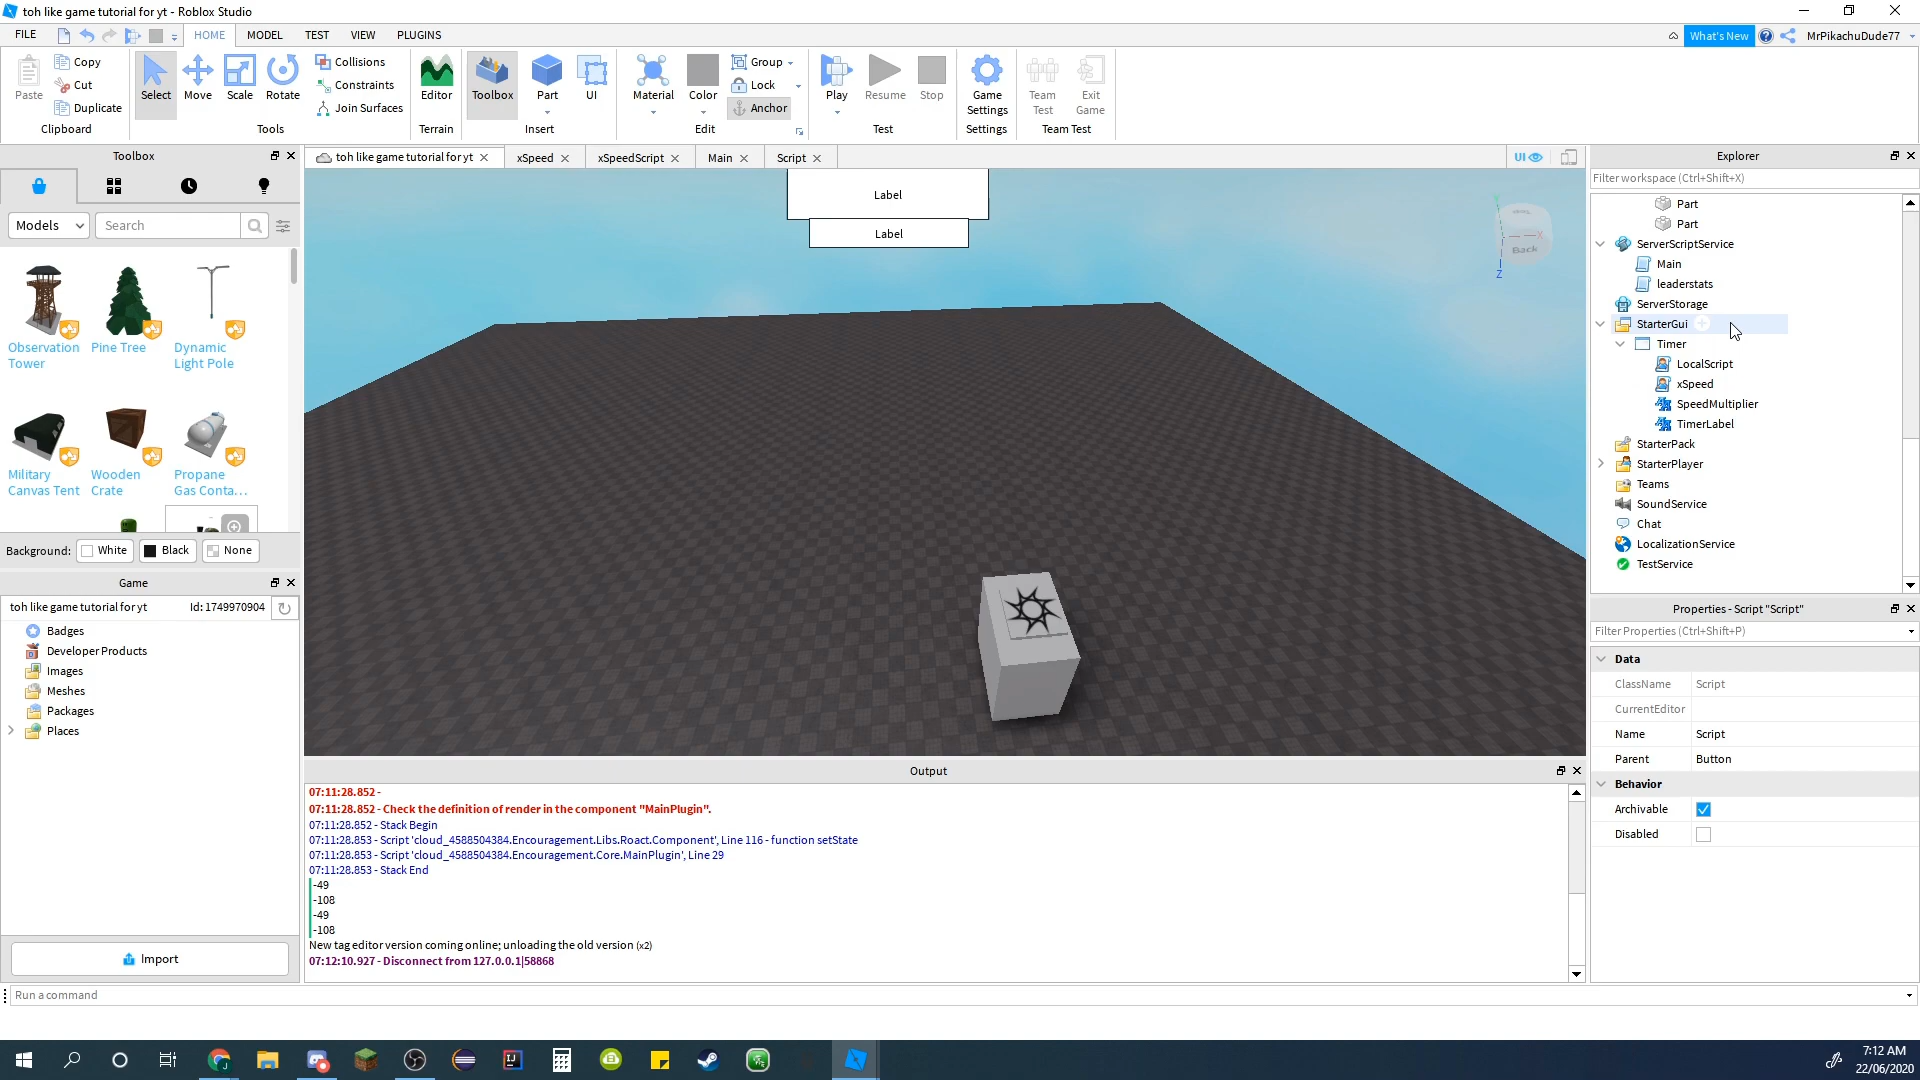 toh like game tutorial for yt - Roblox Studio
FILE HOME MODEL TEST VIEW PLUGINS What's New MrPikachuDude77
Paste Copy Cut Duplicate Clipboard
Select Move Scale Rotate Collisions Constraints Join Surfaces Tools
Editor Terrain
Toolbox Part UI Insert
Material Color Group Lock Anchor Edit
Play Resume Stop Test
Game Settings Settings
Team Test Exit Game Team Test
Toolbox
Models Search
Observation Tower
Pine Tree
Dynamic Light Pole
Military Canvas Tent
Wooden Crate
Propane Gas Conta...
Background: White Black None
Game
toh like game tutorial for yt Id: 1749970904
Badges
Developer Products
Images
Meshes
Packages
Places
Import
toh like game tutorial for yt xSpeed xSpeedScript Main Script UI
Label
Label
Back
X
Z
Output
07:11:28.852 -
07:11:28.852 - Check the definition of render in the component "MainPlugin".
07:11:28.852 - Stack Begin
07:11:28.853 - Script 'cloud_4588504384.Encouragement.Libs.Roact.Component', Line 116 - function setState
07:11:28.853 - Script 'cloud_4588504384.Encouragement.Core.MainPlugin', Line 29
07:11:28.853 - Stack End
-49
-108
-49
-108
New tag editor version coming online; unloading the old version (x2)
07:12:10.927 - Disconnect from 127.0.0.1|58868
Explorer
Filter workspace (Ctrl+Shift+X)
Part
Part
ServerScriptService
Main
leaderstats
ServerStorage
StarterGui
Timer
LocalScript
xSpeed
SpeedMultiplier
TimerLabel
StarterPack
StarterPlayer
Teams
SoundService
Chat
LocalizationService
TestService
Properties - Script "Script"
Filter Properties (Ctrl+Shift+P)
Data
ClassName Script
CurrentEditor
Name Script
Parent Button
Behavior
Archivable
Disabled
Run a command
7:12 AM
22/06/2020